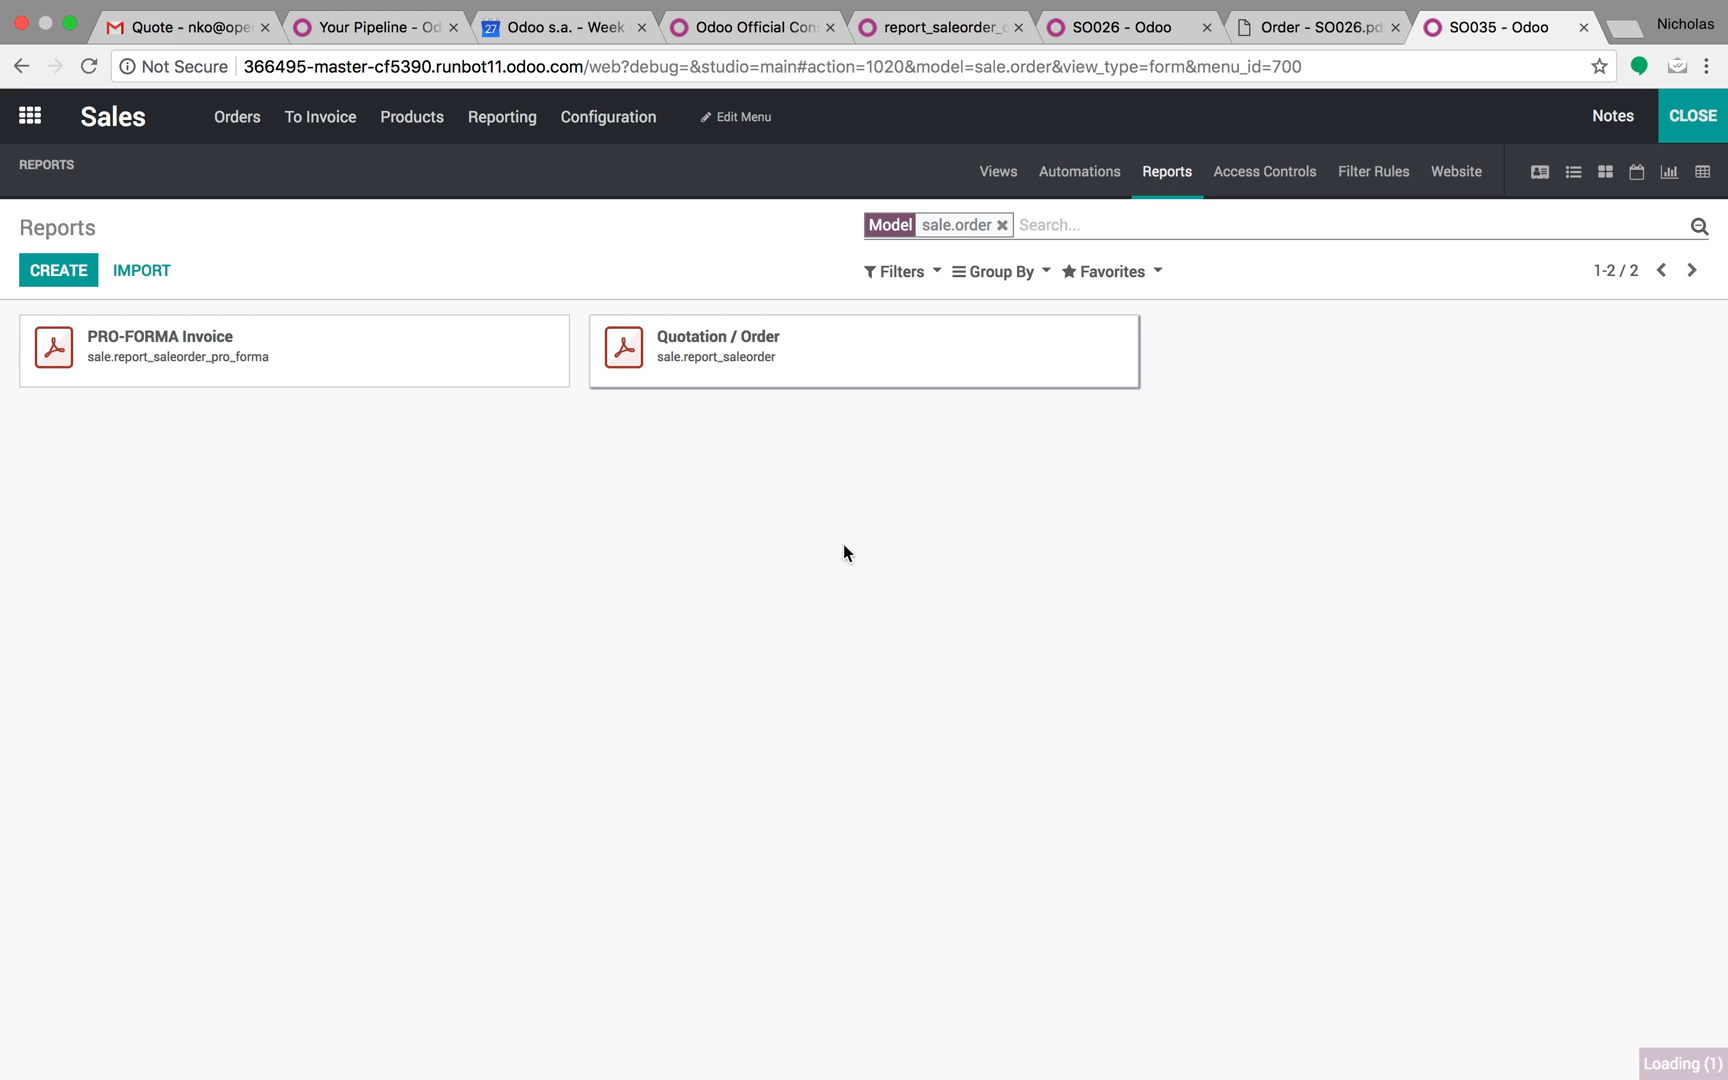 Quote - nko@ope
Your Pipeline - Od
27 Odoo s.a. - Week
Odoo Official Con
report_saleorder_
SO026 - Odoo
Order - SO026.pd
SO035 - Odoo
Nicholas
Not Secure
366495-master-cf5390.runbot11.odoo.com/web?debug=&studio=main#action=1020&model=sale.order&view_type=form&menu_id=700
Sales
Orders
To Invoice
Products
Reporting
Configuration
Edit Menu
Notes
CLOSE
REPORTS
Views
Automations
Reports
Access Controls
Filter Rules
Website
Reports
Model sale.order
Search...
CREATE
IMPORT
Filters
Group By
Favorites
1-2 / 2
PRO-FORMA Invoice
sale.report_saleorder_pro_forma
Quotation / Order
sale.report_saleorder
Loading (1)